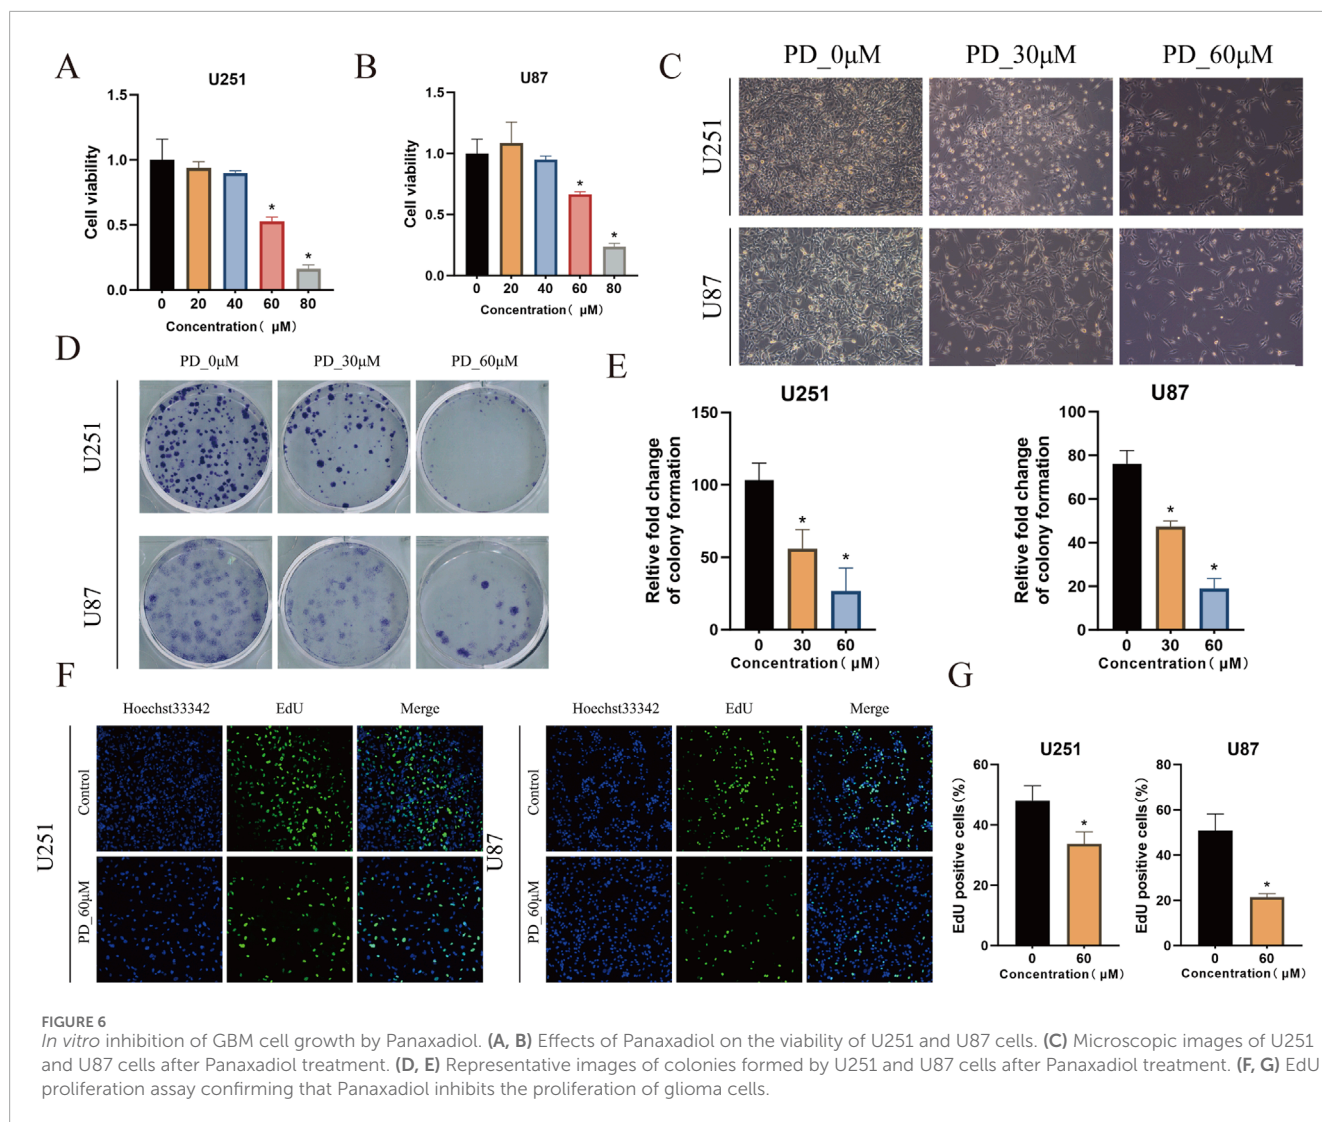 A
U251
Cell viability
1.5
1.0
0.5
0.0
*
*
0 20 40 60 80
Concentration( μM)
B
U87
Cell viability
1.5
1.0
0.5
0.0
*
*
0 20 40 60 80
Concentration( μM)
C
PD_0μM PD_30μM PD_60μM
U251
U87
D
PD_0μM PD_30μM PD_60μM
U251
U87
E
U251
Reltive fold change
of colony formation
150
100
50
0
*
*
0 30 60
Concentration( μM)
U87
Reltive fold change
of colony formation
100
80
60
40
20
0
*
*
0 30 60
Concentration( μM)
F
Hoechst33342 EdU Merge
U251
Control
PD_60μM
Hoechst33342 EdU Merge
U87
Control
PD_60μM
G
U251
EdU positive cells(%)
60
40
20
0
*
0 60
Concentration( μM)
U87
EdU positive cells(%)
80
60
40
20
0
*
0 60
Concentration( μM)
FIGURE 6
In vitro inhibition of GBM cell growth by Panaxadiol. (A, B) Effects of Panaxadiol on the viability of U251 and U87 cells. (C) Microscopic images of U251
and U87 cells after Panaxadiol treatment. (D, E) Representative images of colonies formed by U251 and U87 cells after Panaxadiol treatment. (F, G) EdU
proliferation assay confirming that Panaxadiol inhibits the proliferation of glioma cells.